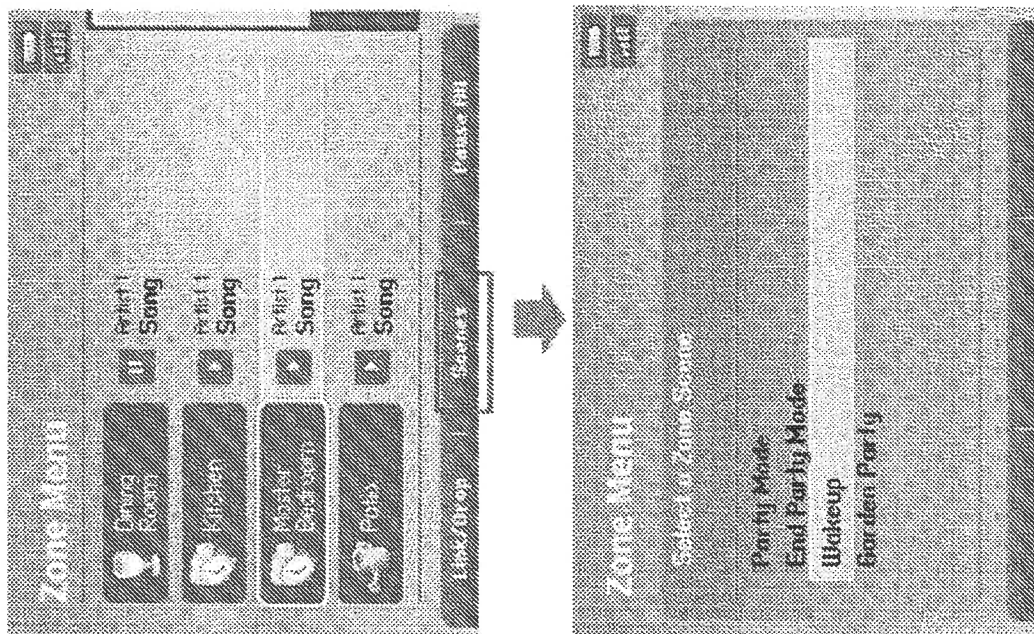 Zone Menu
Dining
Room
Artist 1
Song
Kitchen
Artist 1
Song
Master
Bedroom
Artist 1
Song
Patio
Artist 1
Song
Link/Drop
Scenes
Pause All
Zone Menu
Select a Zone Scene
Party Mode
End Party Mode
Wakeup
Garden Party